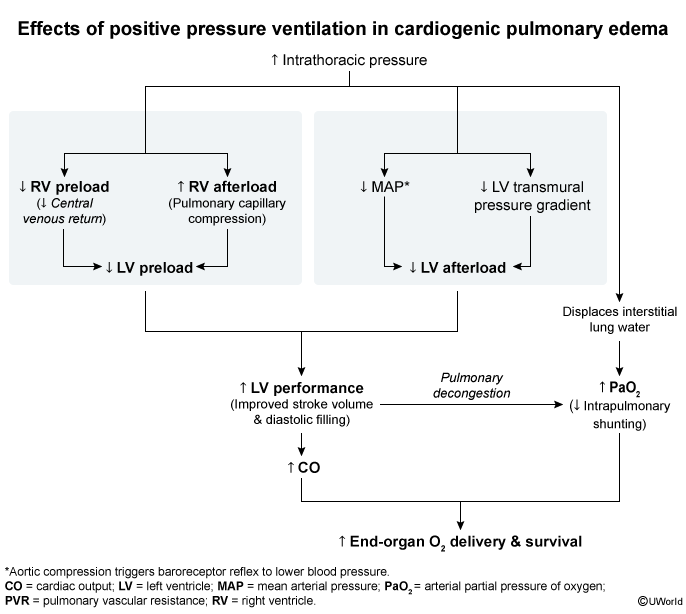 Effects of positive pressure ventilation in cardiogenic pulmonary edema
↑ Intrathoracic pressure
↓ RV preload
(↓ Central
venous return)
↑ RV afterload
(Pulmonary capillary
compression)
↓ MAP*
↓ LV transmural
pressure gradient
↓ LV preload
↓ LV afterload
Displaces interstitial
lung water
↑ LV performance
(Improved stroke volume
& diastolic filling)
Pulmonary
decongestion
↑ PaO₂
(↓ Intrapulmonary
shunting)
↑ CO
↑ End-organ O₂ delivery & survival
*Aortic compression triggers baroreceptor reflex to lower blood pressure.
CO = cardiac output; LV = left ventricle; MAP = mean arterial pressure; PaO₂ = arterial partial pressure of oxygen;
PVR = pulmonary vascular resistance; RV = right ventricle.
©UWorld